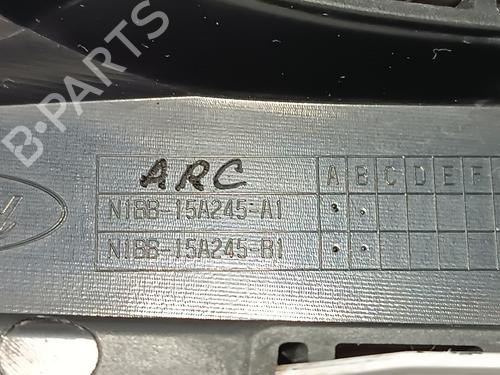 B-PARTS
ARC A B C D E F
N1BB-15A245-A1
N1BB-15A245-B1